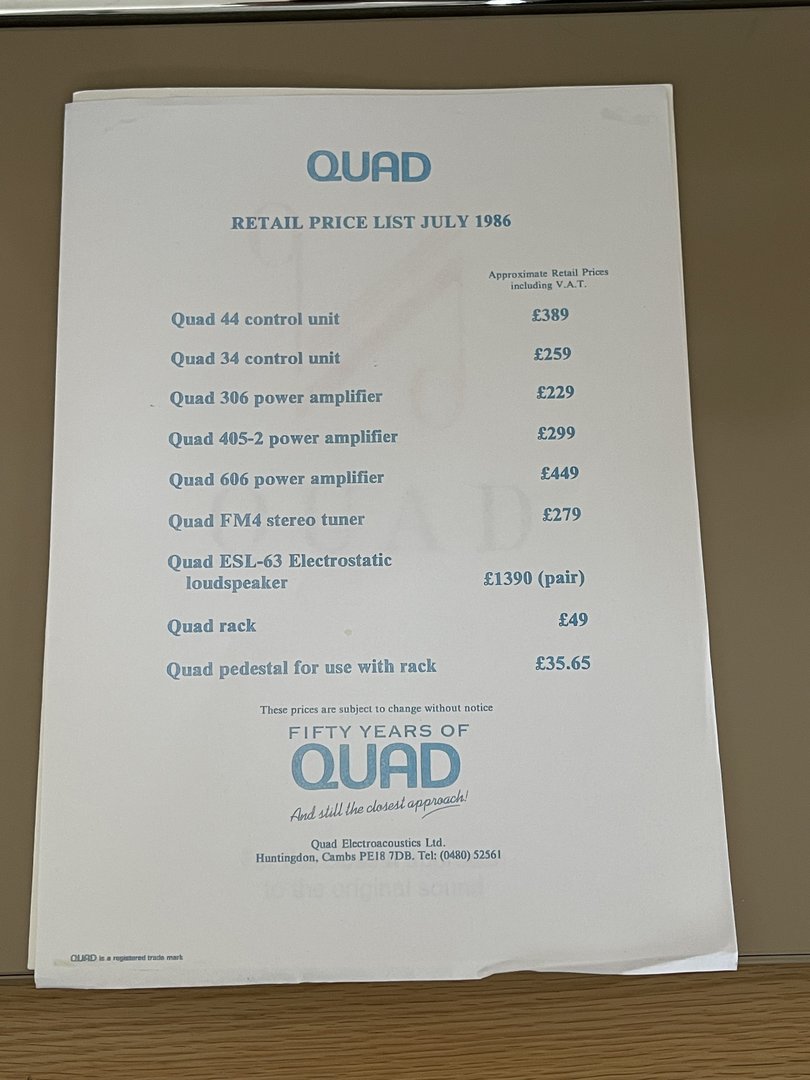 QUAD
RETAIL PRICE LIST JULY 1986
Approximate Retail Prices
including V.A.T.
Quad 44 control unit £389
Quad 34 control unit £259
Quad 306 power amplifier £229
Quad 405-2 power amplifier £299
Quad 606 power amplifier £449
Quad FM4 stereo tuner £279
Quad ESL-63 Electrostatic
loudspeaker £1390 (pair)
Quad rack £49
Quad pedestal for use with rack £35.65
These prices are subject to change without notice
FIFTY YEARS OF
QUAD
And still the closest approach!
Quad Electroacoustics Ltd.
Huntingdon, Cambs PE18 7DB. Tel: (0480) 52561
to the original sound
QUAD is a registered trade mark